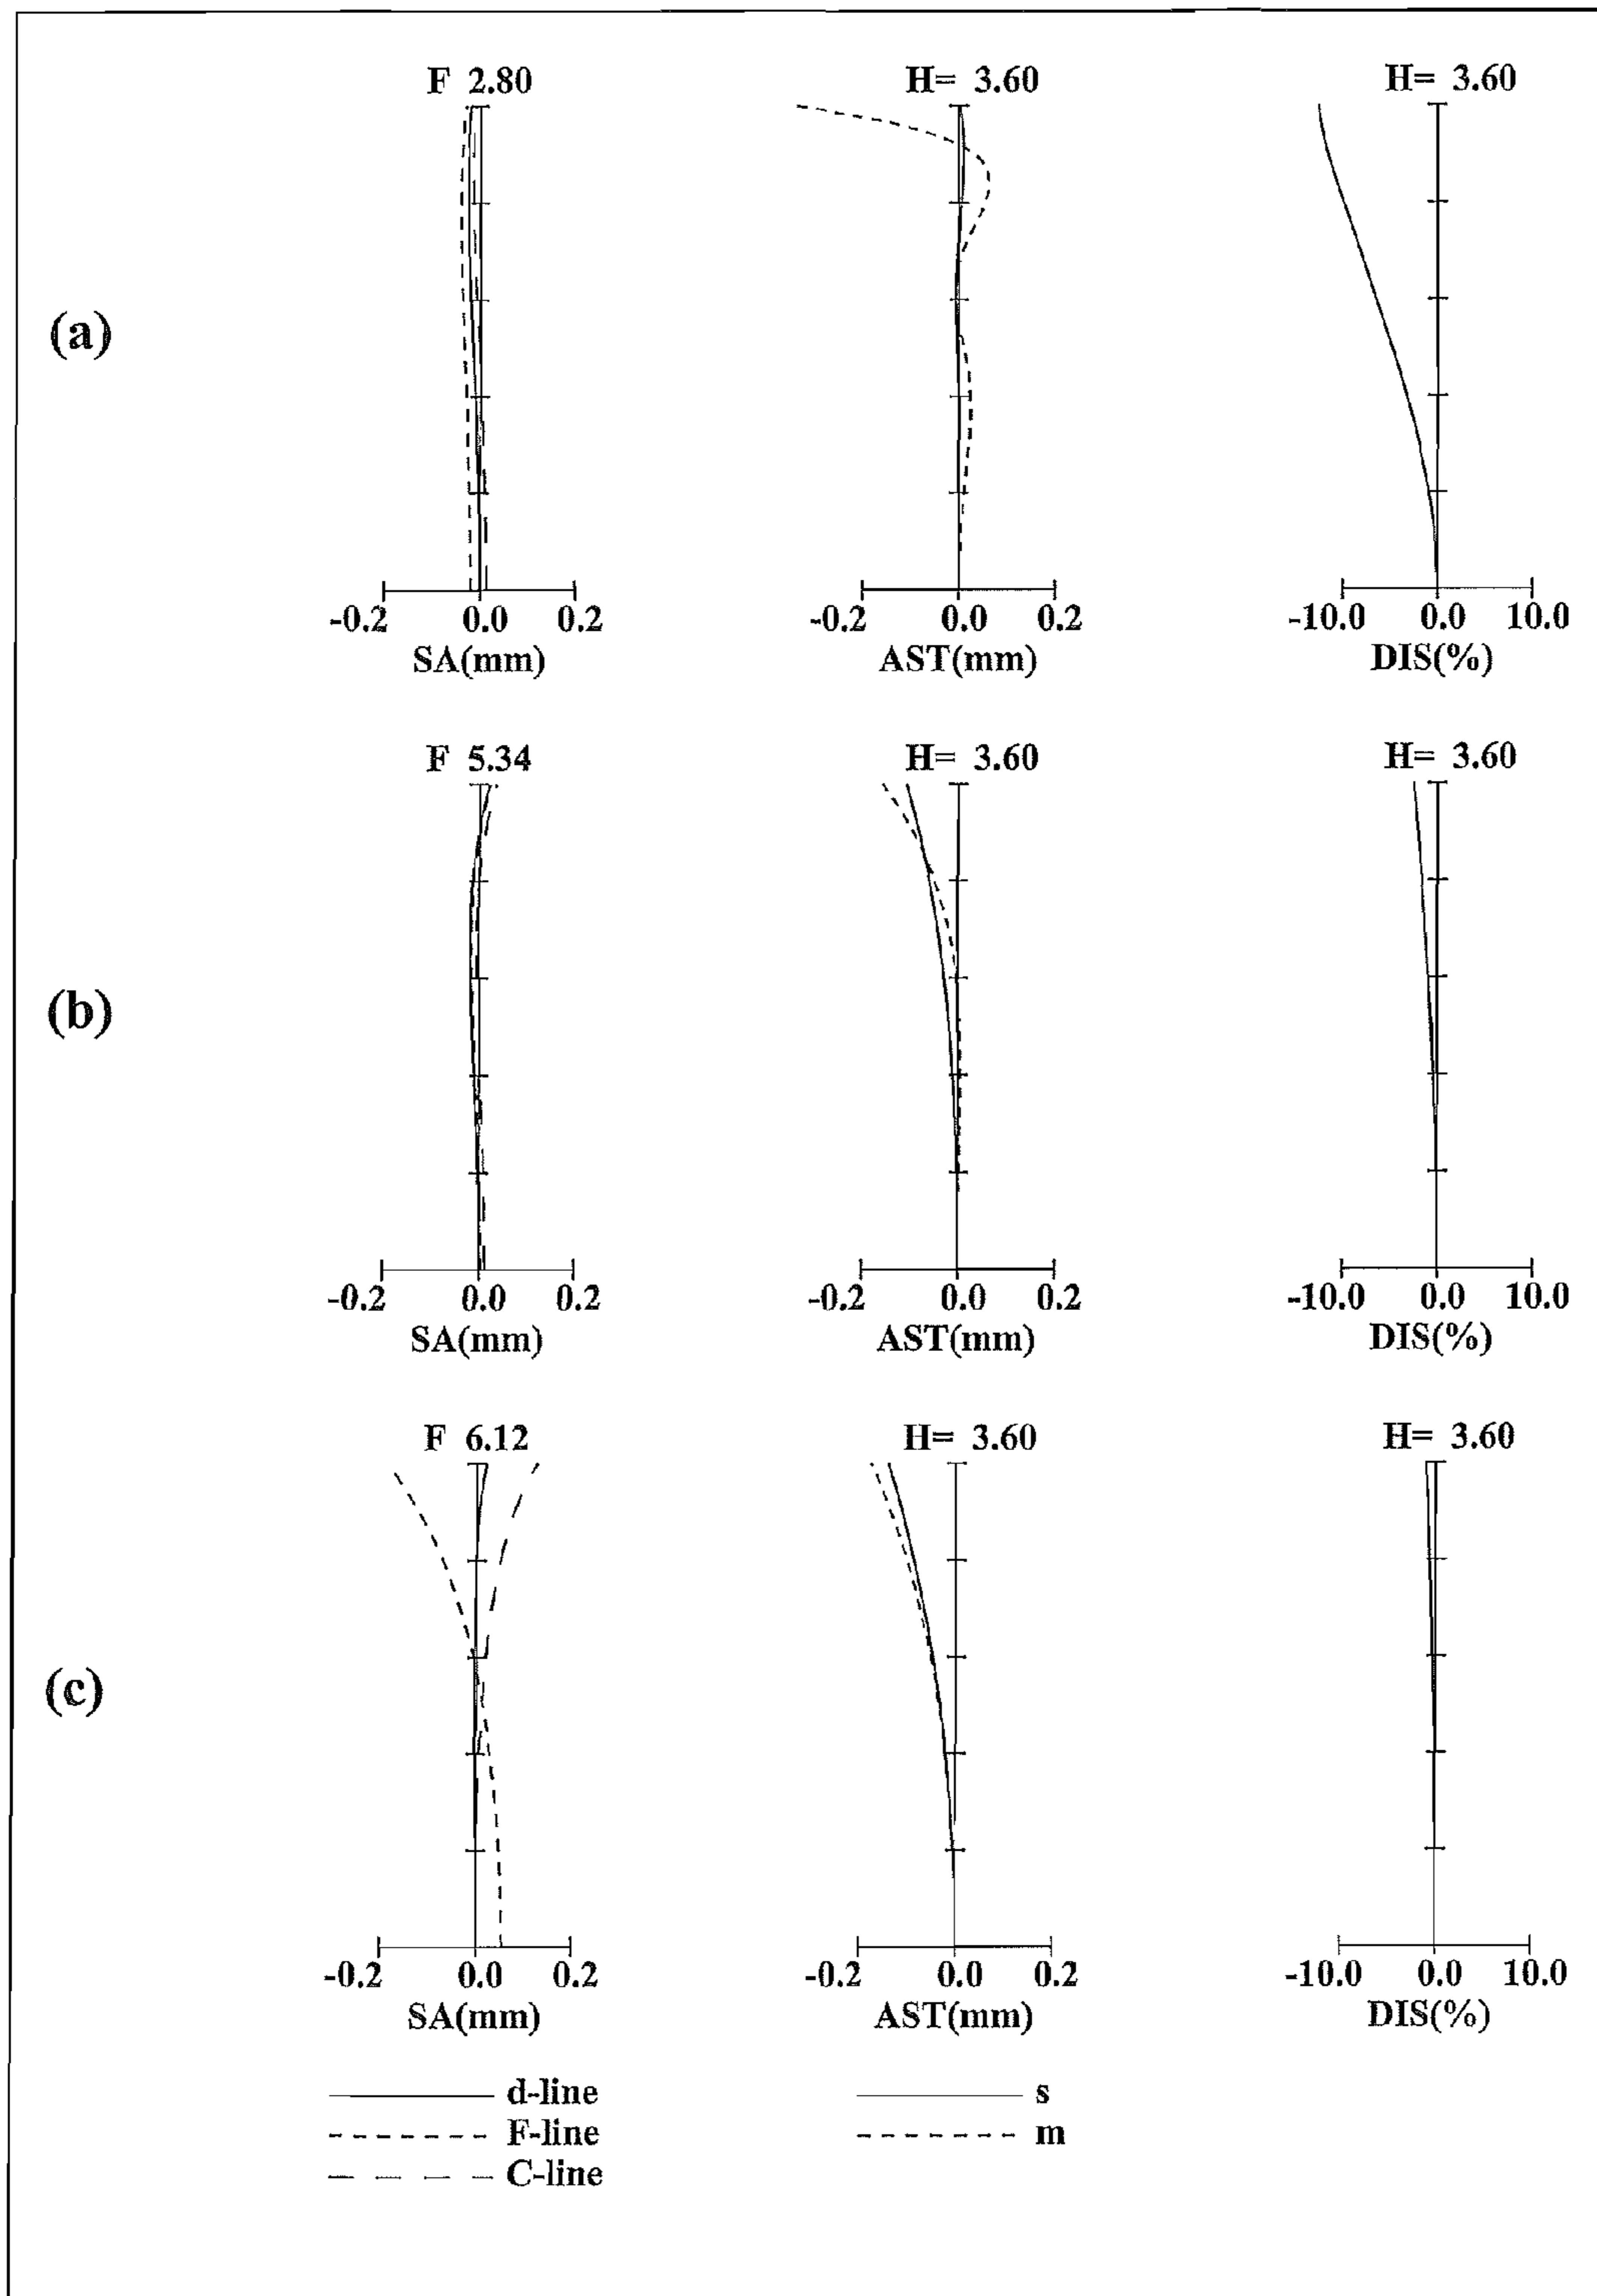 F 2.80
H= 3.60
H= 3.60
(a)
-0.2 0.0 0.2
SA(mm)
-0.2 0.0 0.2
AST(mm)
-10.0 0.0 10.0
DIS(%)
F 5.34
H= 3.60
H= 3.60
(b)
-0.2 0.0 0.2
SA(mm)
-0.2 0.0 0.2
AST(mm)
-10.0 0.0 10.0
DIS(%)
F 6.12
H= 3.60
H= 3.60
(c)
-0.2 0.0 0.2
SA(mm)
-0.2 0.0 0.2
AST(mm)
-10.0 0.0 10.0
DIS(%)
d-line
F-line
C-line
s
m